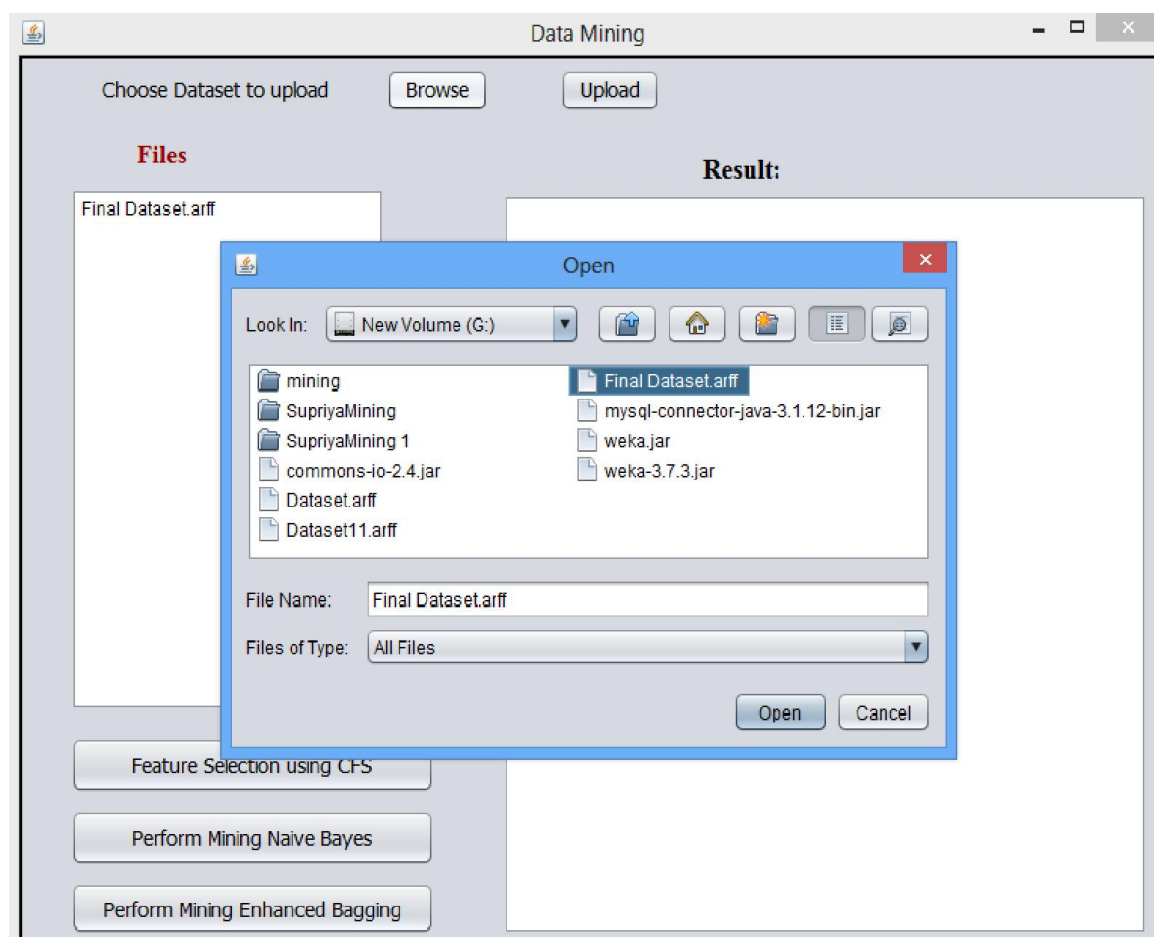 Data Mining
Choose Dataset to upload
Browse
Upload
Files
Result:
Final Dataset.arff
Open
Look In:
New Volume (G:)
mining
SupriyaMining
SupriyaMining 1
commons-io-2.4.jar
Dataset.arff
Dataset11.arff
Final Dataset.arff
mysql-connector-java-3.1.12-bin.jar
weka.jar
weka-3.7.3.jar
File Name:
Final Dataset.arff
Files of Type:
All Files
Open
Cancel
Feature Selection using CFS
Perform Mining Naive Bayes
Perform Mining Enhanced Bagging